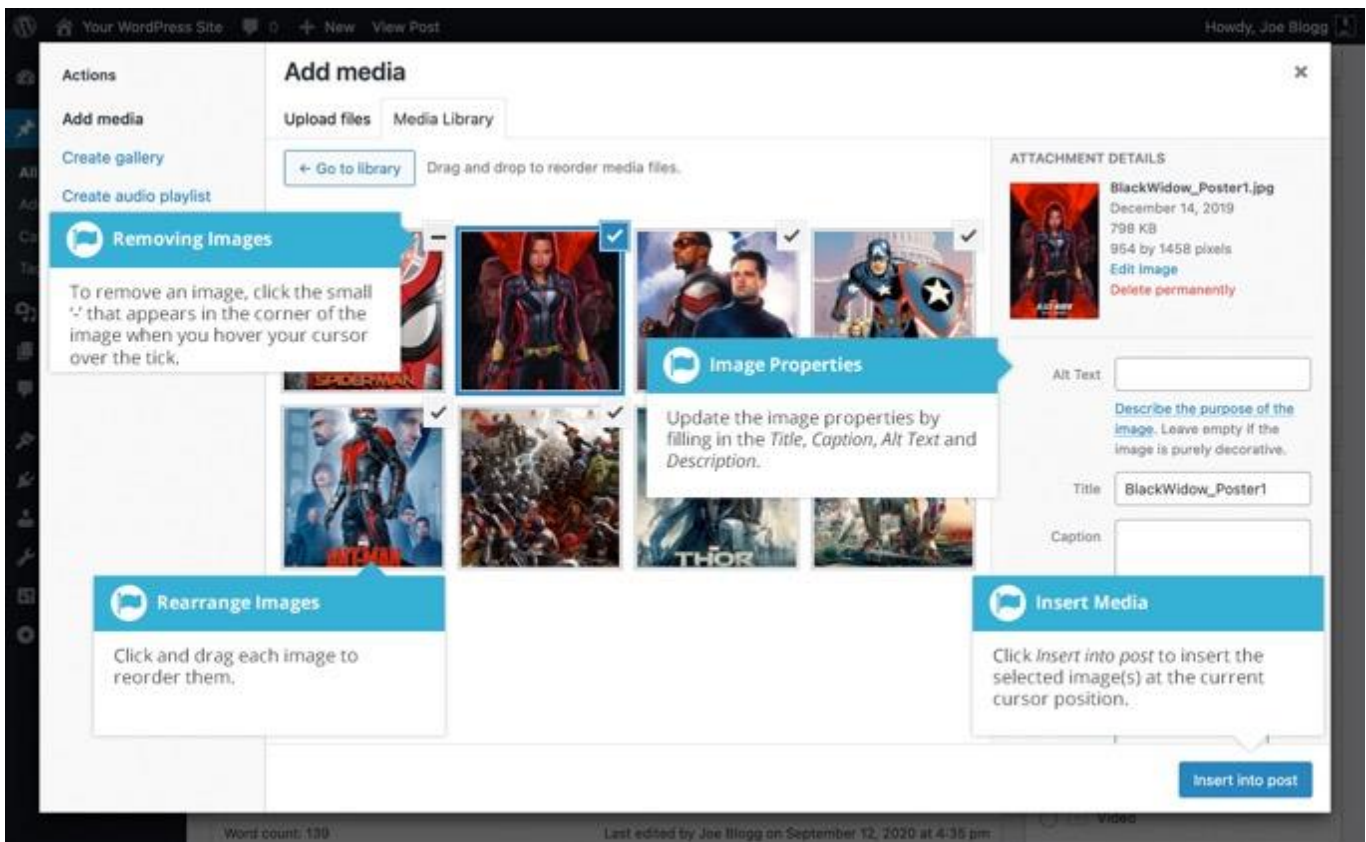 Your WordPress Site 0 + New View Post Howdy, Joe Blogg
Actions
Add media
Create gallery
Create audio playlist
Add media
Upload files Media Library
← Go to library Drag and drop to reorder media files.
Removing Images
To remove an image, click the small
'-' that appears in the corner of the
image when you hover your cursor
over the tick.
SPIDER-MAN
Image Properties
Update the image properties by
filling in the Title, Caption, Alt Text and
Description.
ANT-MAN
THOR
Rearrange Images
Click and drag each image to
reorder them.
ATTACHMENT DETAILS
BlackWidow_Poster1.jpg
December 14, 2019
798 KB
954 by 1458 pixels
Edit Image
Delete permanently
Alt Text
Describe the purpose of the
image. Leave empty if the
image is purely decorative.
Title BlackWidow_Poster1
Caption
Insert Media
Click Insert into post to insert the
selected image(s) at the current
cursor position.
Insert into post
Video
Word count: 139 Last edited by Joe Blogg on September 12, 2020 at 4:35 pm